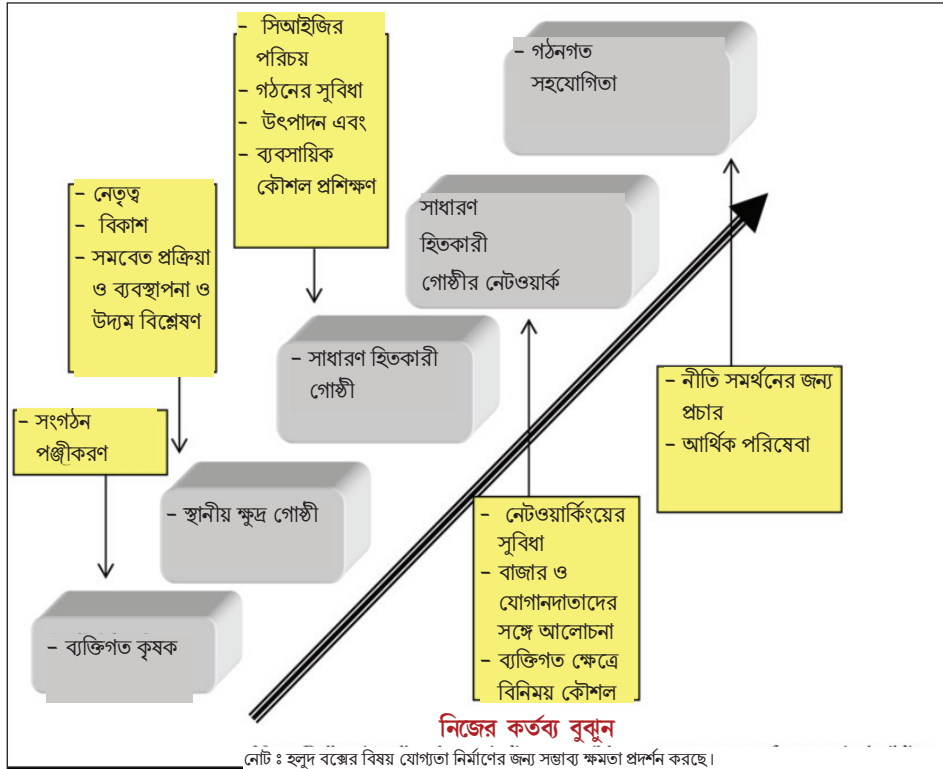 – সিআইজির
পরিচয়
– গঠনের সুবিধা
– উৎপাদন এবং
– ব্যবসায়িক
কৌশল প্রশিক্ষণ
– গঠনগত
সহযোগিতা
– নেতৃত্ব
– বিকাশ
– সমবেত প্রক্রিয়া
ও ব্যবস্থাপনা ও
উদ্যম বিশ্লেষণ
সাধারণ
হিতকারী
গোষ্ঠীর নেটওয়ার্ক
– সাধারণ হিতকারী
গোষ্ঠী
– নীতি সমর্থনের জন্য
প্রচার
– আর্থিক পরিষেবা
– সংগঠন
পঞ্জীকরণ
– স্থানীয় ক্ষুদ্র গোষ্ঠী
– নেটওয়ার্কিংয়ের
সুবিধা
– বাজার ও
যোগানদাতাদের
সঙ্গে আলোচনা
– ব্যক্তিগত ক্ষেত্রে
বিনিময় কৌশল
– ব্যক্তিগত কৃষক
নিজের কর্তব্য বুঝুন
নোট ঃ হলুদ বক্সের বিষয় যোগ্যতা নির্মাণের জন্য সম্ভাব্য ক্ষমতা প্রদর্শন করছে।